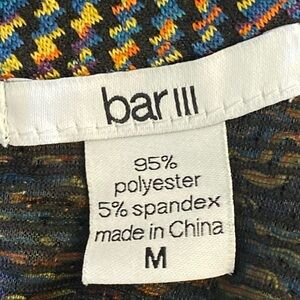 bar III
95%
polyester
5% spandex
made in China
M